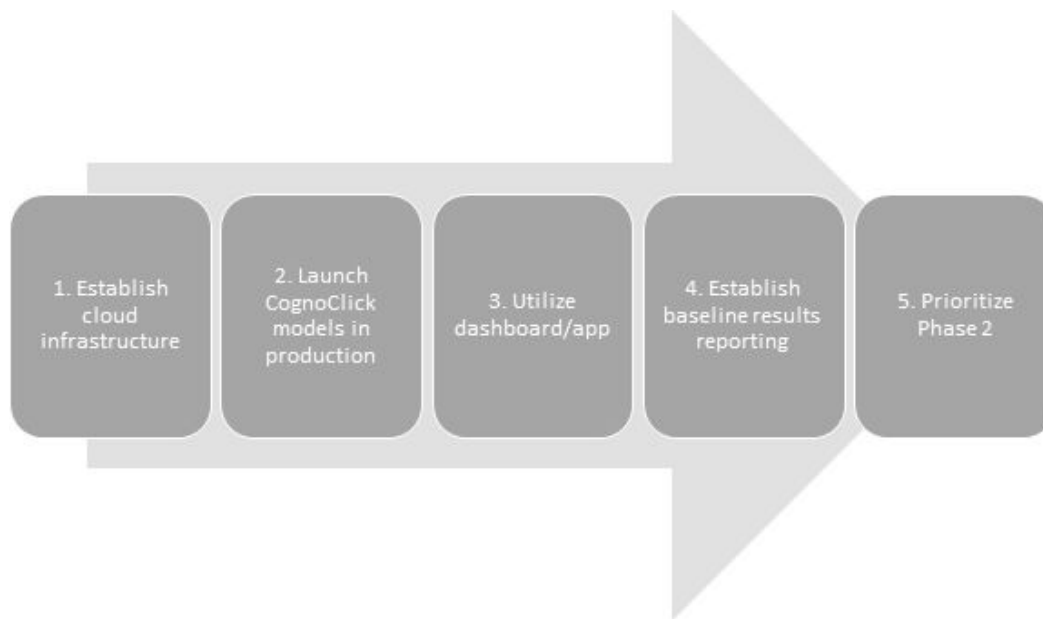 1. Establish
cloud
infrastructure
2. Launch
CognoClick
models in
production
3. Utilize
dashboard/app
4. Establish
baseline results
reporting
5. Prioritize
Phase 2